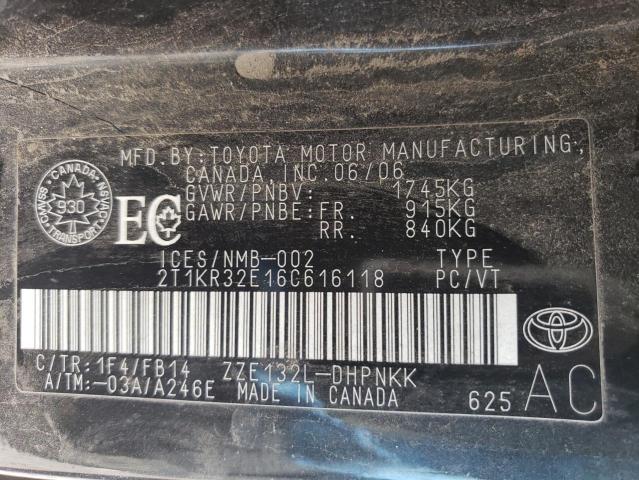 MFD.BY:TOYOTA MOTOR MANUFACTURING,
CANADA, INC.06/06
GVWR/PNBV: 1745KG
GAWR/PNBE:FR. 915KG
RR. 840KG
CANADA
CMVSS NSVAC
930
TRANSPORT
EC
ICES/NMB-002 TYPE
2T1KR32E16C616118 PC/VT
C/TR:1F4/FB14 ZZE132L-DHPNKK
A/TM:-03A/A246E MADE IN CANADA 625
AC